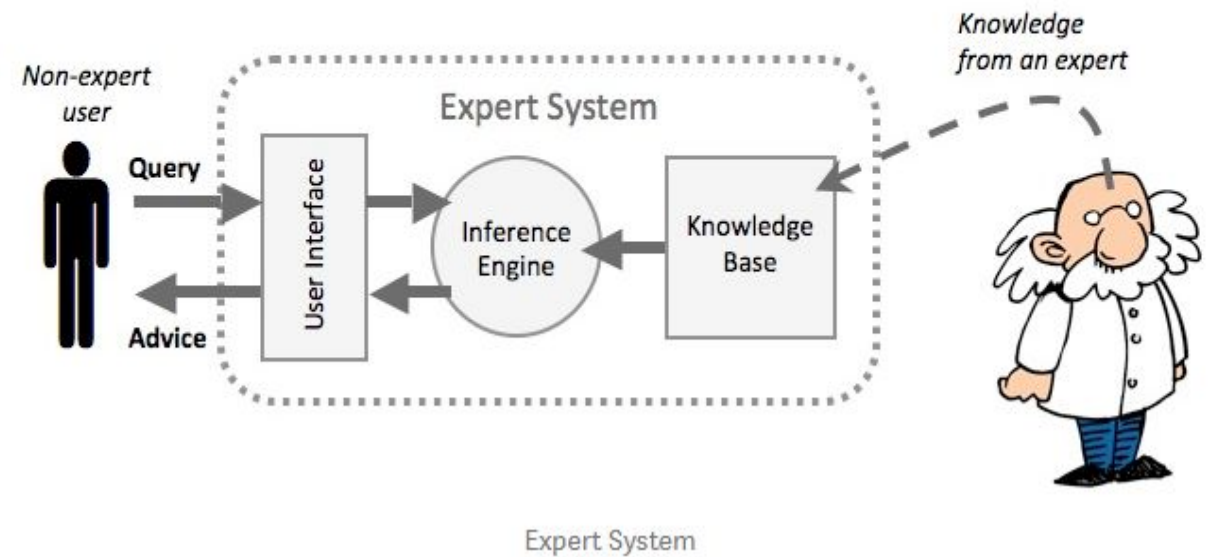 Knowledge
from an expert
Non-expert
user
Expert System
Query
User Interface
Inference
Engine
Knowledge
Base
Advice
Expert System